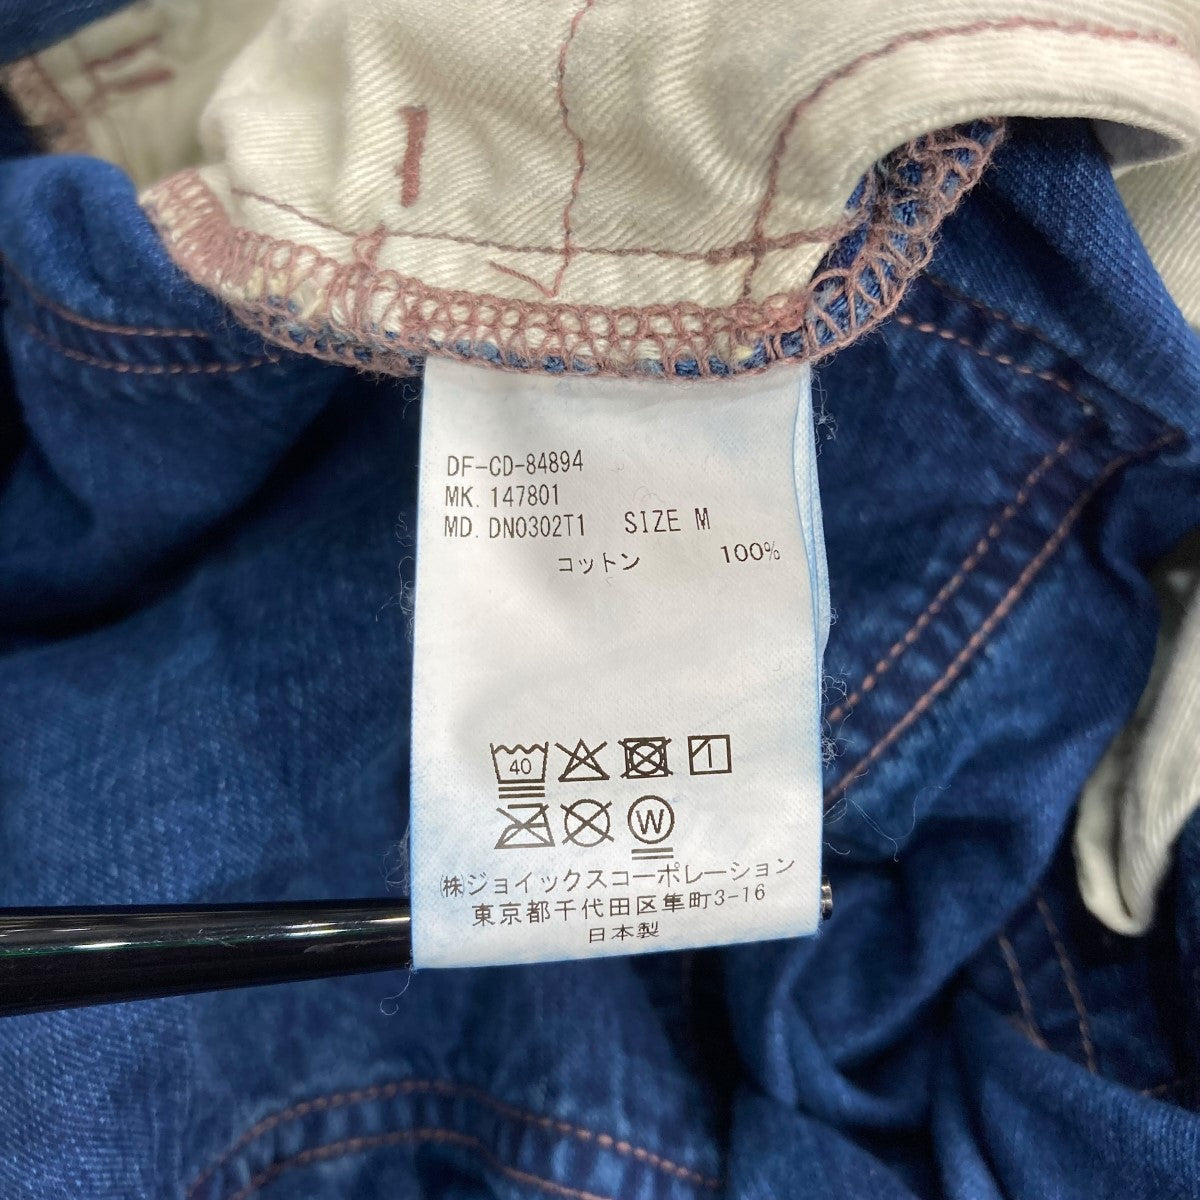 DF-CD-84894
MK. 147801
MD. DN0302T1 SIZE M
コットン 100%
40
W
㈱ジョイックスコーポレーション
東京都千代田区隼町3-16
日本製